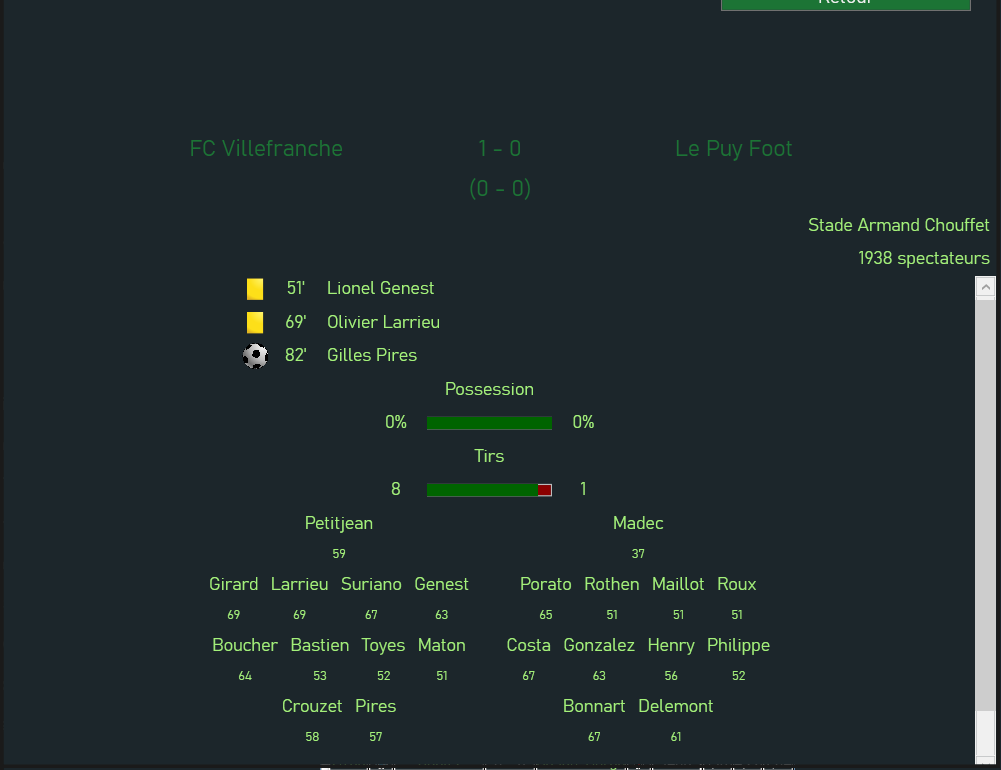 Retour
FC Villefranche 1 - 0 Le Puy Foot
(0 - 0)
Stade Armand Chouffet
1938 spectateurs
51' Lionel Genest
69' Olivier Larrieu
82' Gilles Pires
Possession
0% 0%
Tirs
8 1
Petitjean Madec
59 37
Girard Larrieu Suriano Genest Porato Rothen Maillot Roux
69 69 67 63 65 51 51 51
Boucher Bastien Toyes Maton Costa Gonzalez Henry Philippe
64 53 52 51 67 63 56 52
Crouzet Pires Bonnart Delemont
58 57 67 61